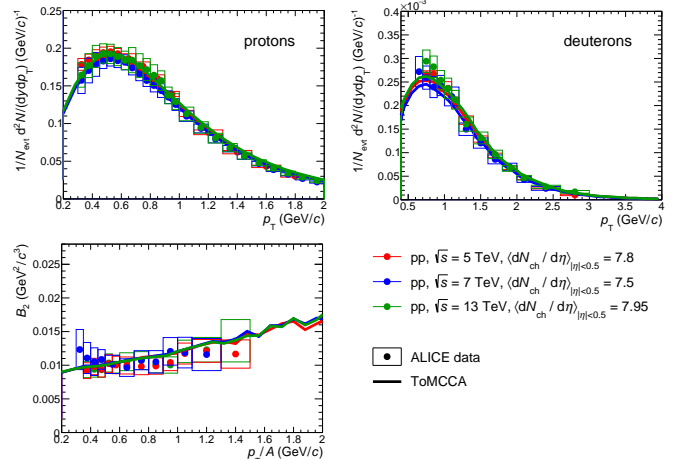 ×10⁻³
1/N_evt d²N/(dydp_T) (GeV/c)⁻¹
0.25
0.2
0.15
0.1
0.05
0
protons
0.2 0.4 0.6 0.8 1 1.2 1.4 1.6 1.8 2
p_T (GeV/c)
1/N_evt d²N/(dydp_T) (GeV/c)⁻¹
0.4
0.35
0.3
0.25
0.2
0.15
0.1
0.05
0
deuterons
0.5 1 1.5 2 2.5 3 3.5 4
p_T (GeV/c)
B₂ (GeV²/c³)
0.025
0.02
0.015
0.01
0.005
0
0.2 0.4 0.6 0.8 1 1.2 1.4 1.6 1.8 2
/A (GeV/c)
pp, √s = 5 TeV, ⟨dN_ch / dη⟩_|η|<0.5 = 7.8
pp, √s = 7 TeV, ⟨dN_ch / dη⟩_|η|<0.5 = 7.5
pp, √s = 13 TeV, ⟨dN_ch / dη⟩_|η|<0.5 = 7.95
ALICE data
ToMCCA